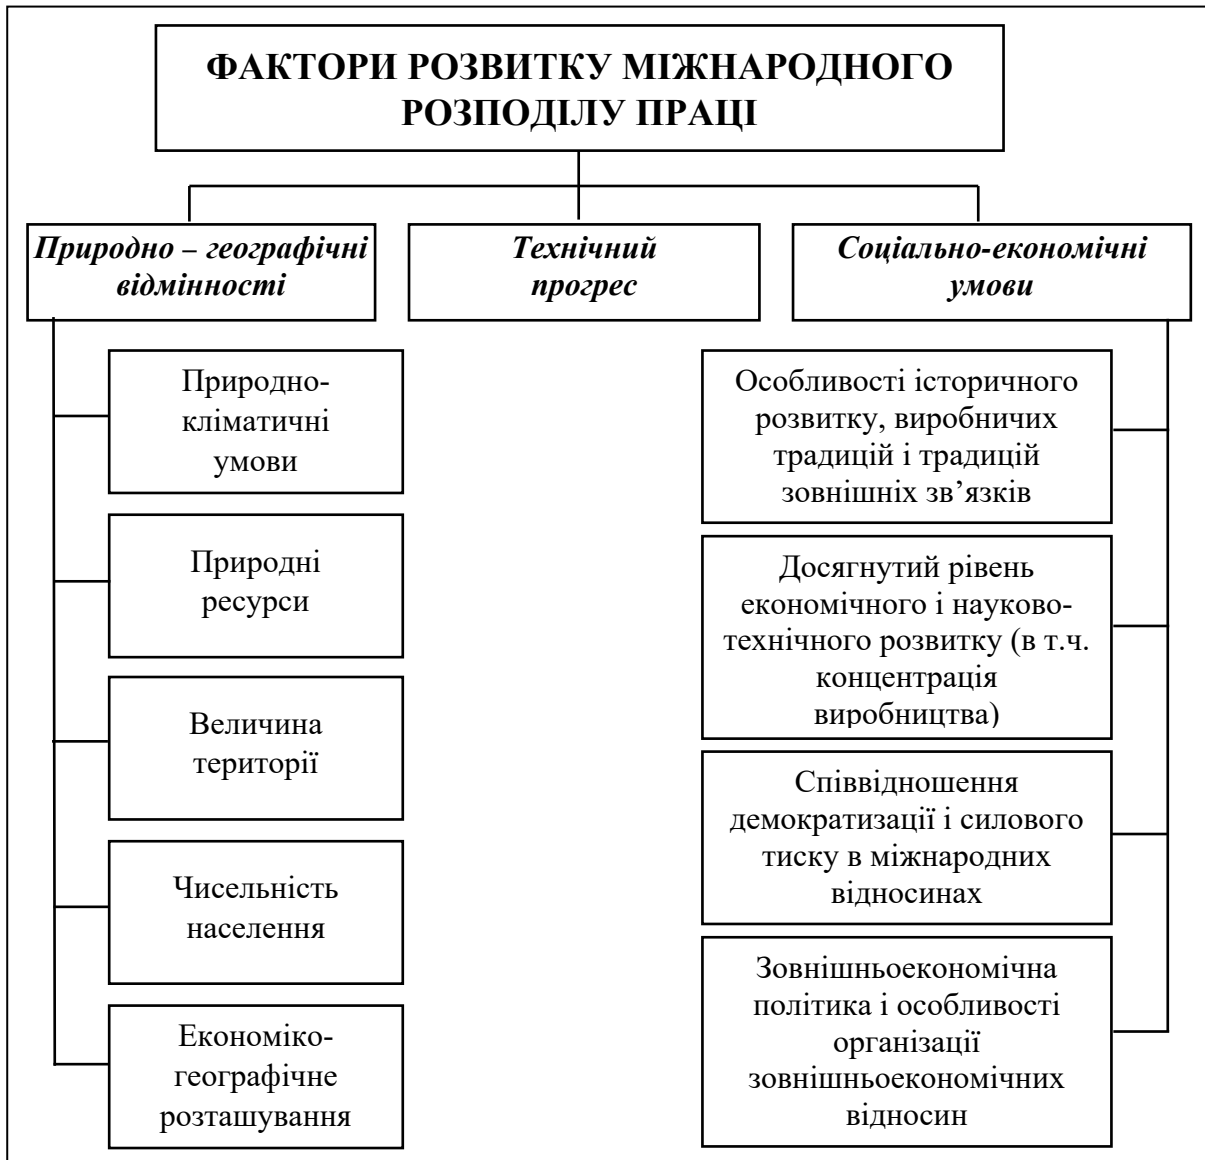 ФАКТОРИ РОЗВИТКУ МІЖНАРОДНОГО
РОЗПОДІЛУ ПРАЦІ
Природно – географічні
відмінності
Технічний
прогрес
Соціально-економічні
умови
Природно-
кліматичні
умови
Природні
ресурси
Величина
території
Чисельність
населення
Економіко-
географічне
розташування
Особливості історичного
розвитку, виробничих
традицій і традицій
зовнішніх зв’язків
Досягнутий рівень
економічного і науково-
технічного розвитку (в т.ч.
концентрація
виробництва)
Співвідношення
демократизації і силового
тиску в міжнародних
відносинах
Зовнішньоекономічна
політика і особливості
організації
зовнішньоекономічних
відносин